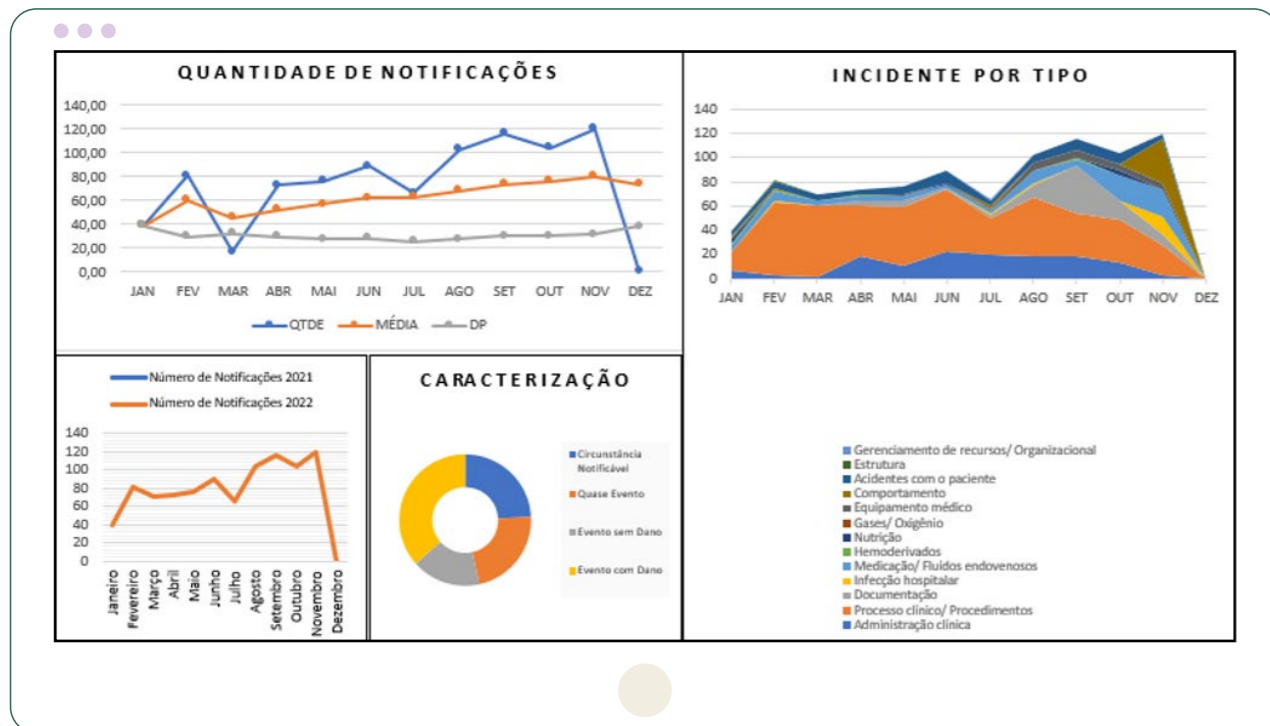 QUANTIDADE DE NOTIFICAÇÕES
140,00
120,00
100,00
80,00
60,00
40,00
20,00
0,00
JAN FEV MAR ABR MAI JUN JUL AGO SET OUT NOV DEZ
QTDE MÉDIA DP
INCIDENTE POR TIPO
140
120
100
80
60
40
20
0
JAN FEV MAR ABR MAI JUN JUL AGO SET OUT NOV DEZ
Gerenciamento de recursos/ Organizacional
Estrutura
Acidentes com o paciente
Comportamento
Equipamento médico
Gases/ Oxigênio
Nutrição
Hemoderivados
Medicação/ Fluidos endovenosos
Infecção hospitalar
Documentação
Processo clínico/ Procedimentos
Administração clínica
Número de Notificações 2021
Número de Notificações 2022
140
120
100
80
60
40
20
0
Janeiro
Fevereiro
Março
Abril
Maio
Junho
Julho
Agosto
Setembro
Outubro
Novembro
Dezembro
CARACTERIZAÇÃO
Circunstância
Notificável
Quase Evento
Evento sem Dano
Evento com Dano